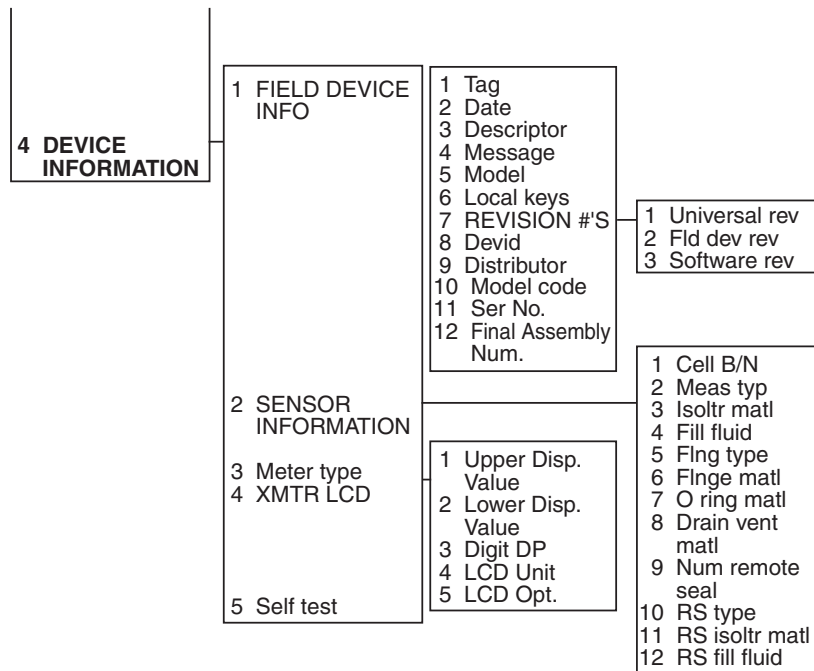 4 DEVICE
INFORMATION
1 FIELD DEVICE
INFO
2 SENSOR
INFORMATION
3 Meter type
4 XMTR LCD
5 Self test
1 Tag
2 Date
3 Descriptor
4 Message
5 Model
6 Local keys
7 REVISION #'S
8 Devid
9 Distributor
10 Model code
11 Ser No.
12 Final Assembly
Num.
1 Universal rev
2 Fld dev rev
3 Software rev
1 Upper Disp.
Value
2 Lower Disp.
Value
3 Digit DP
4 LCD Unit
5 LCD Opt.
1 Cell B/N
2 Meas typ
3 Isoltr matl
4 Fill fluid
5 Flng type
6 Flnge matl
7 O ring matl
8 Drain vent
matl
9 Num remote
seal
10 RS type
11 RS isoltr matl
12 RS fill fluid